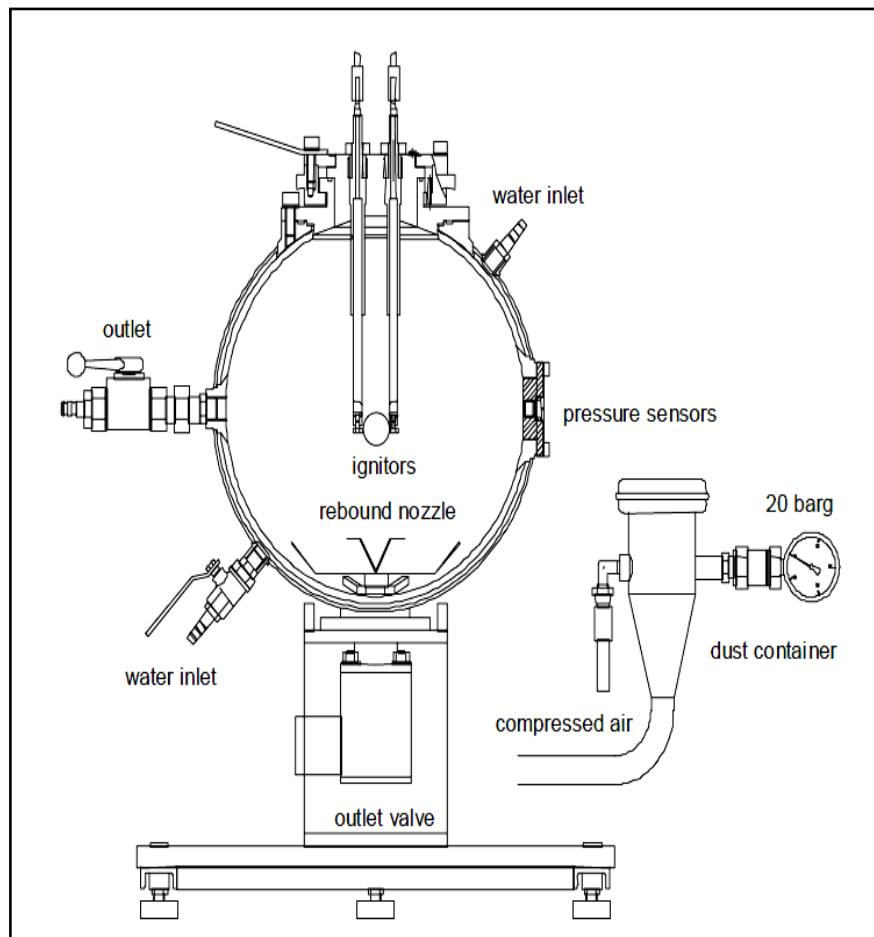 water inlet
outlet
pressure sensors
ignitors
rebound nozzle
20 barg
dust container
water inlet
compressed air
outlet valve